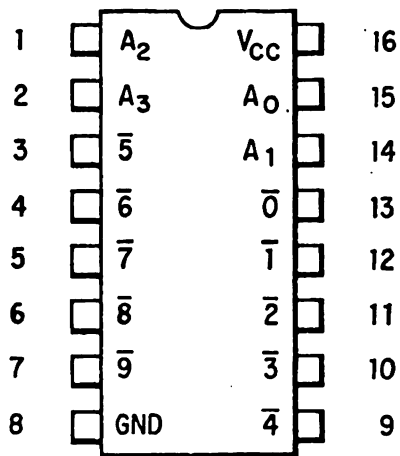 1 A₂ V_CC 16
2 A₃ A₀ 15
3 5̅ A₁ 14
4 6̅ 0̅ 13
5 7̅ 1̅ 12
6 8̅ 2̅ 11
7 9̅ 3̅ 10
8 GND 4̅ 9